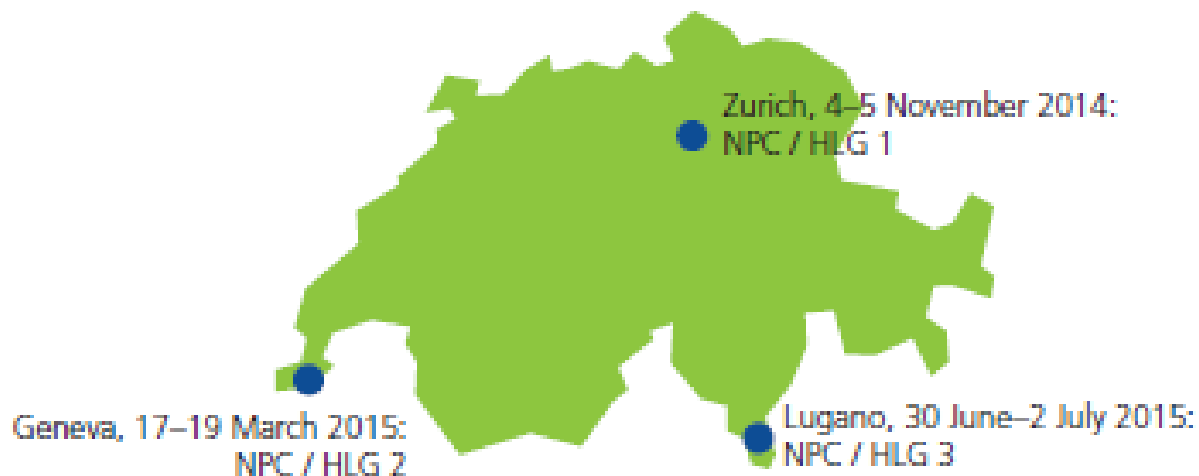 Zurich, 4–5 November 2014:
NPC / HLG 1
Geneva, 17–19 March 2015:
NPC / HLG 2
Lugano, 30 June–2 July 2015:
NPC / HLG 3